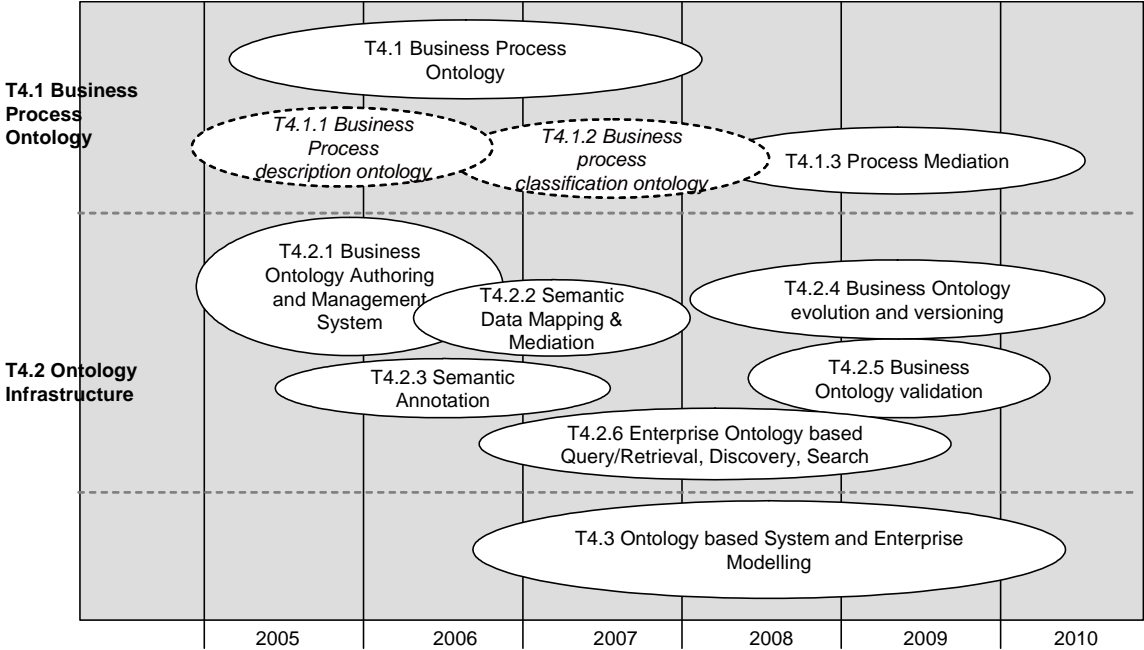 T4.1 Business Process
Ontology
T4.1 Business
Process
Ontology
T4.1.1 Business
Process
description ontology
T4.1.2 Business
process
classification ontology
T4.1.3 Process Mediation
T4.2.1 Business
Ontology Authoring
and Management
System
T4.2.2 Semantic
Data Mapping &
Mediation
T4.2.4 Business Ontology
evolution and versioning
T4.2 Ontology
Infrastructure
T4.2.3 Semantic
Annotation
T4.2.5 Business
Ontology validation
T4.2.6 Enterprise Ontology based
Query/Retrieval, Discovery, Search
T4.3 Ontology based System and Enterprise
Modelling
2005
2006
2007
2008
2009
2010